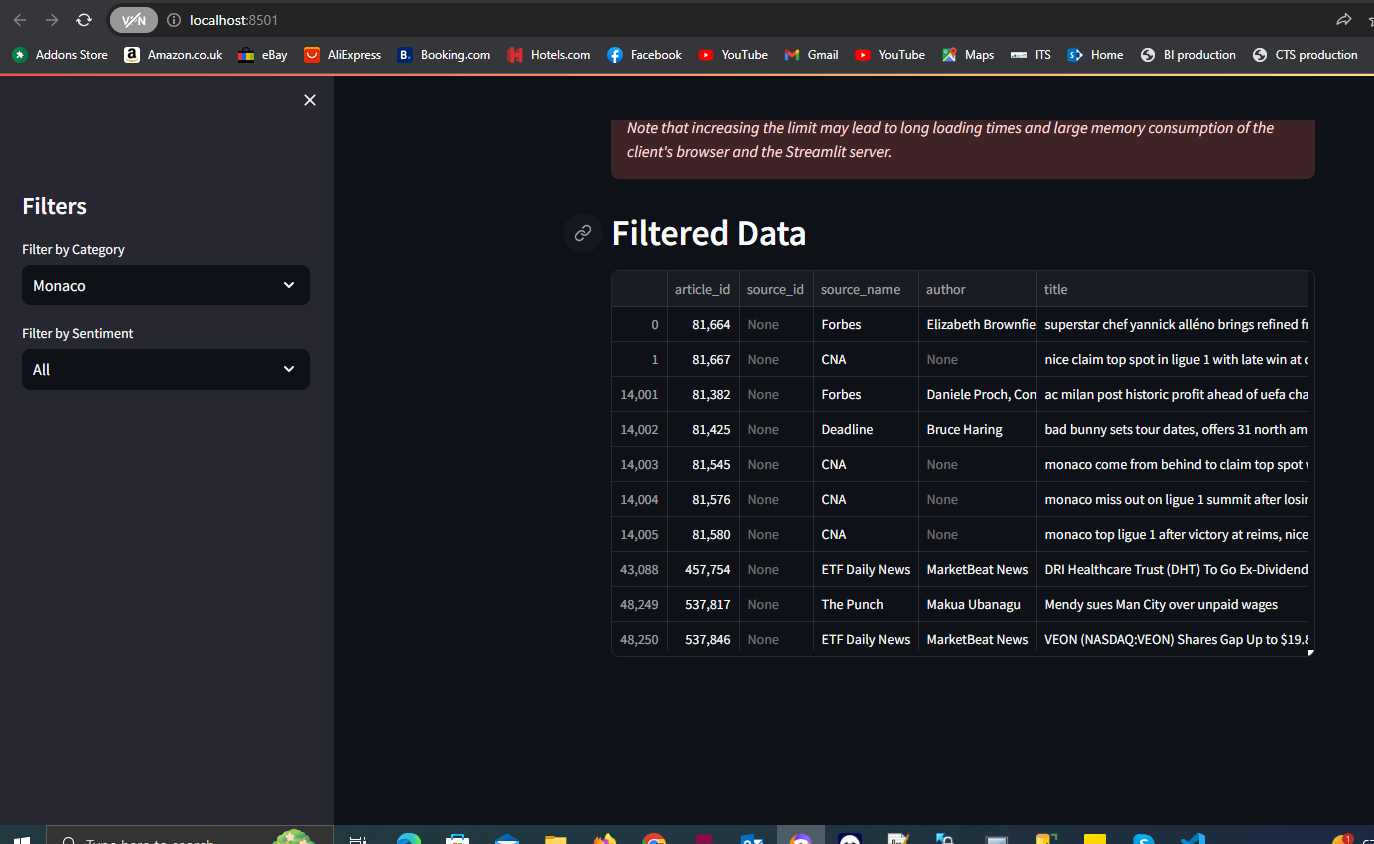 VPN localhost:8501
Addons Store Amazon.co.uk eBay AliExpress Booking.com Hotels.com Facebook YouTube Gmail YouTube Maps ITS Home BI production CTS production
Note that increasing the limit may lead to long loading times and large memory consumption of the
client's browser and the Streamlit server.
Filters
Filter by Category
Monaco
Filter by Sentiment
All
Filtered Data
article_id source_id source_name author title
0 81,664 None Forbes Elizabeth Brownfie superstar chef yannick alléno brings refined fr
1 81,667 None CNA None nice claim top spot in ligue 1 with late win at
14,001 81,382 None Forbes Daniele Proch, Con ac milan post historic profit ahead of uefa cha
14,002 81,425 None Deadline Bruce Haring bad bunny sets tour dates, offers 31 north am
14,003 81,545 None CNA None monaco come from behind to claim top spot
14,004 81,576 None CNA None monaco miss out on ligue 1 summit after losin
14,005 81,580 None CNA None monaco top ligue 1 after victory at reims, nice
43,088 457,754 None ETF Daily News MarketBeat News DRI Healthcare Trust (DHT) To Go Ex-Dividend
48,249 537,817 None The Punch Makua Ubanagu Mendy sues Man City over unpaid wages
48,250 537,846 None ETF Daily News MarketBeat News VEON (NASDAQ:VEON) Shares Gap Up to $19.8
Type here to search